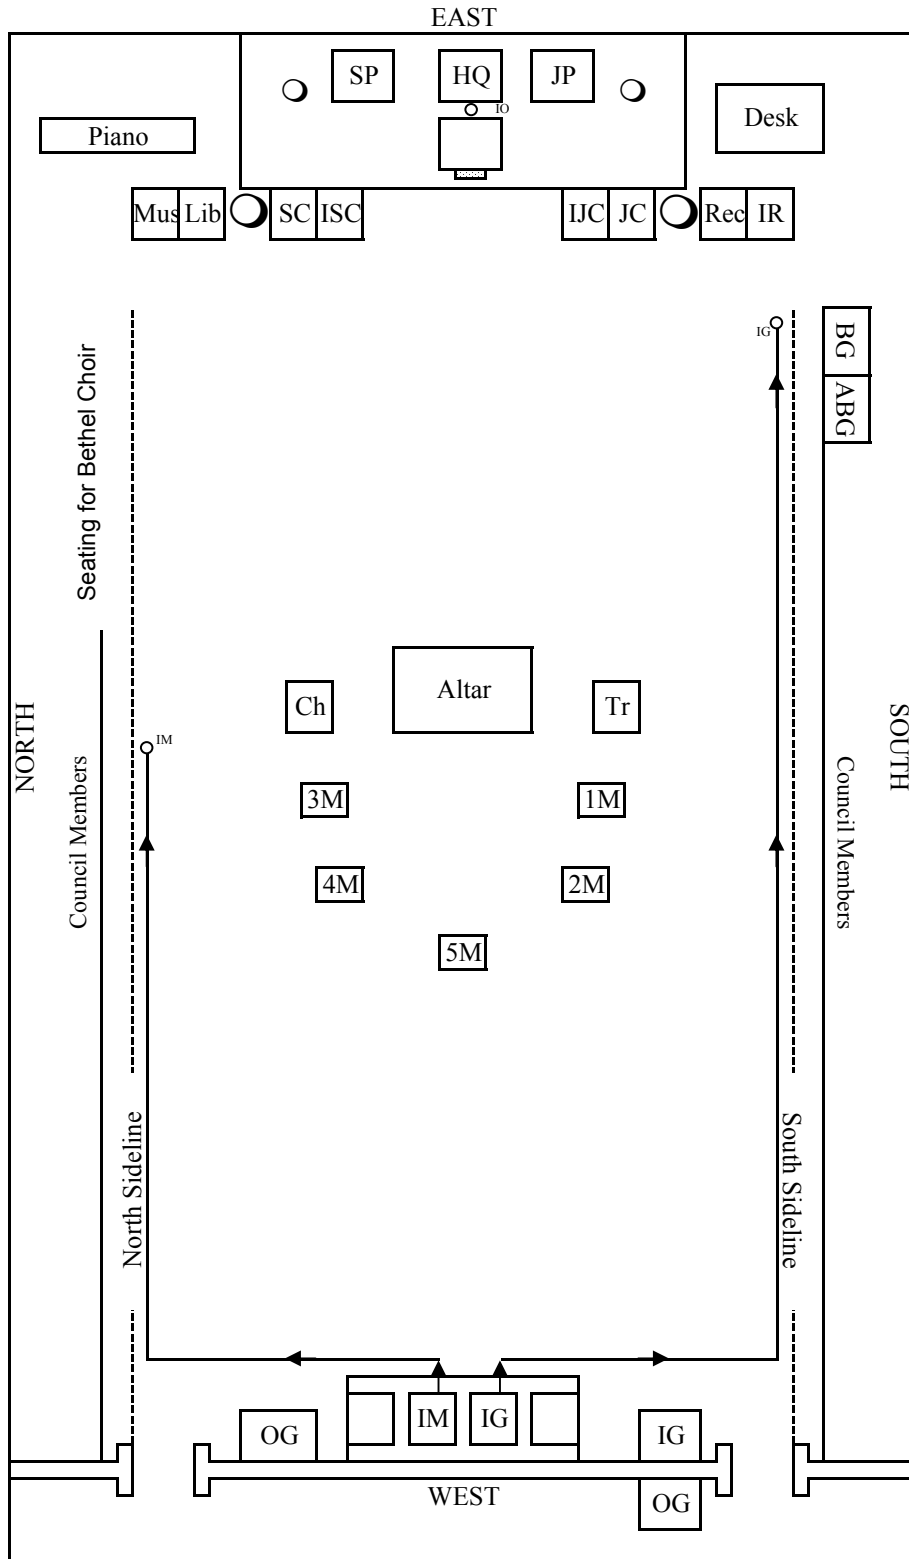 EAST
SP
HQ
JP
IO
Desk
Piano
Mus
Lib
SC
ISC
IJC
JC
Rec
IR
IG
BG
ABG
Seating for Bethel Choir
Altar
Ch
Tr
NORTH
SOUTH
IM
Council Members
Council Members
3M
1M
4M
2M
5M
North Sideline
South Sideline
OG
IM
IG
IG
WEST
OG